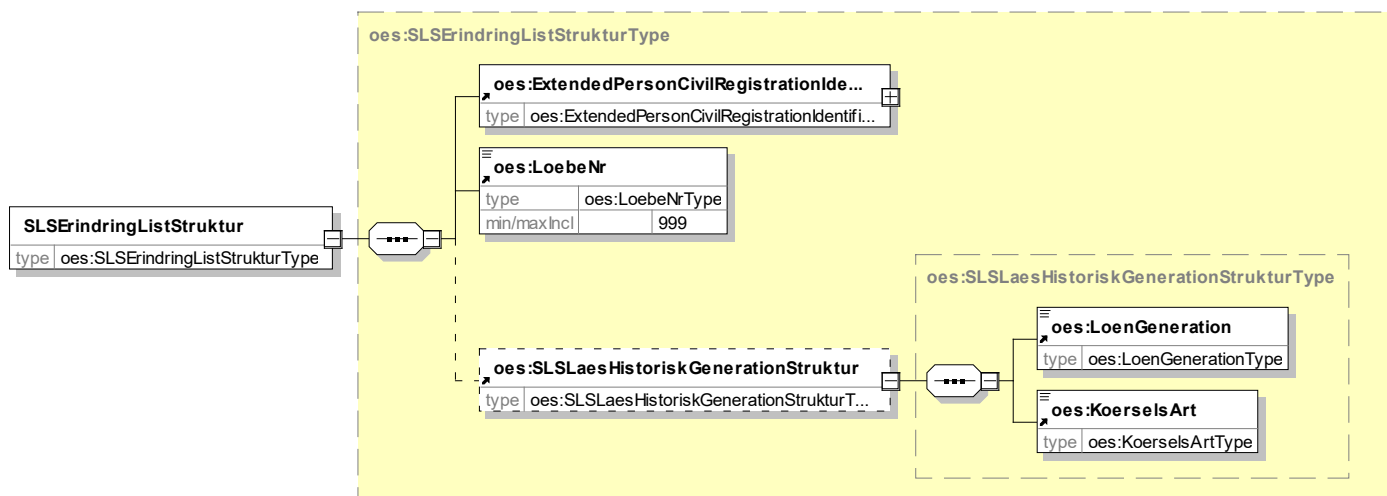 oes:SLSErindringListStrukturType
oes:ExtendedPersonCivilRegistrationIde...
type oes:ExtendedPersonCivilRegistrationIdentifi...
oes:LoebeNr
type oes:LoebeNrType
min/maxIncl 999
SLSErindringListStruktur
type oes:SLSErindringListStrukturType
oes:SLSLaesHistoriskGenerationStrukturType
oes:LoenGeneration
type oes:LoenGenerationType
oes:SLSLaesHistoriskGenerationStruktur
type oes:SLSLaesHistoriskGenerationStrukturT...
oes:KoerselsArt
type oes:KoerselsArtType